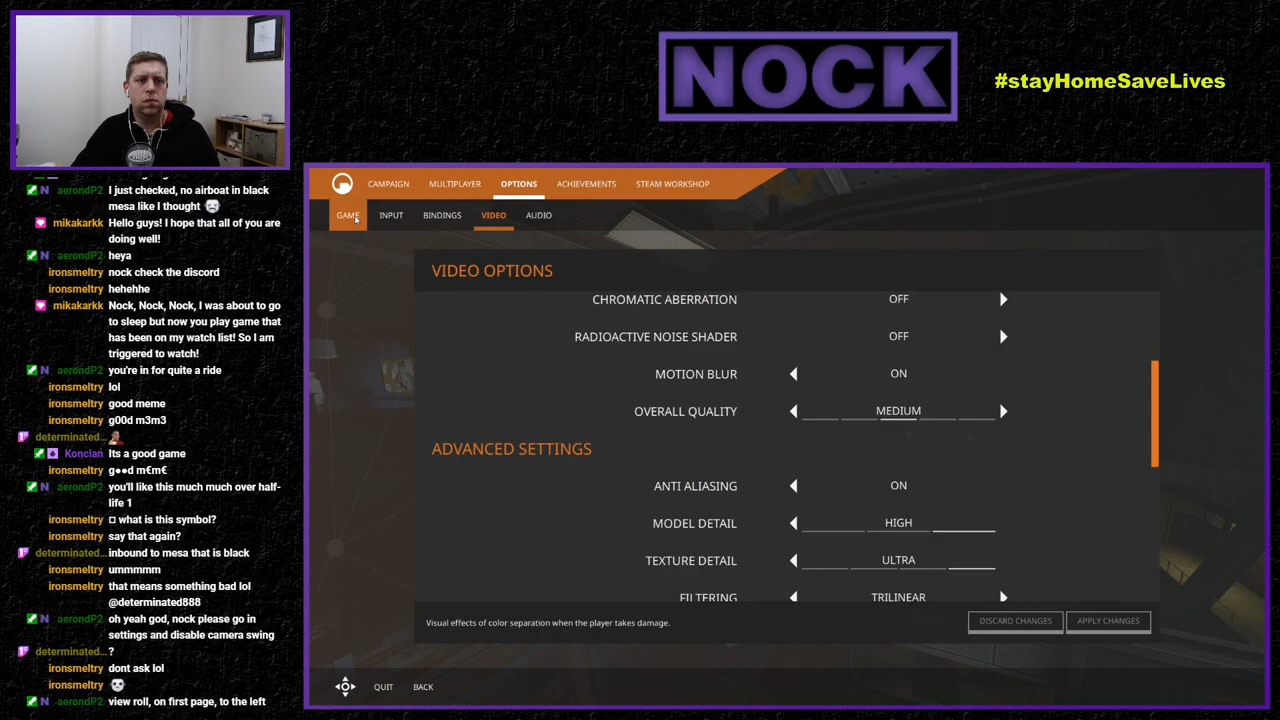 NOCK
#stayHomeSaveLives
aerondP2 I just checked, no airboat in black
mesa like I thought
mikakarkk Hello guys! I hope that all of you are
doing well!
aerondP2 heya
ironsmeltry nock check the discord
ironsmeltry hehehhe
mikakarkk Nock, Nock, Nock, I was about to go
to sleep but now you play game that
has been on my watch list! So I am
triggered to watch!
aerondP2 you're in for quite a ride
ironsmeltry lol
ironsmeltry good meme
ironsmeltry g00d m3m3
determinated...
Konclan Its a good game
ironsmeltry g●●d m€m€
aerondP2 you'll like this much much over half-
life 1
ironsmeltry ¤ what is this symbol?
ironsmeltry say that again?
determinated... inbound to mesa that is black
ironsmeltry ummmmm
ironsmeltry that means something bad lol
@determinated888
aerondP2 oh yeah god, nock please go in
settings and disable camera swing
determinated... ?
ironsmeltry dont ask lol
ironsmeltry
aerondP2 view roll, on first page, to the left
CAMPAIGN MULTIPLAYER OPTIONS ACHIEVEMENTS STEAM WORKSHOP
GAME INPUT BINDINGS VIDEO AUDIO
VIDEO OPTIONS
CHROMATIC ABERRATION OFF
RADIOACTIVE NOISE SHADER OFF
MOTION BLUR ON
OVERALL QUALITY MEDIUM
ADVANCED SETTINGS
ANTI ALIASING ON
MODEL DETAIL HIGH
TEXTURE DETAIL ULTRA
FILTERING TRILINEAR
Visual effects of color separation when the player takes damage.
DISCARD CHANGES APPLY CHANGES
QUIT BACK